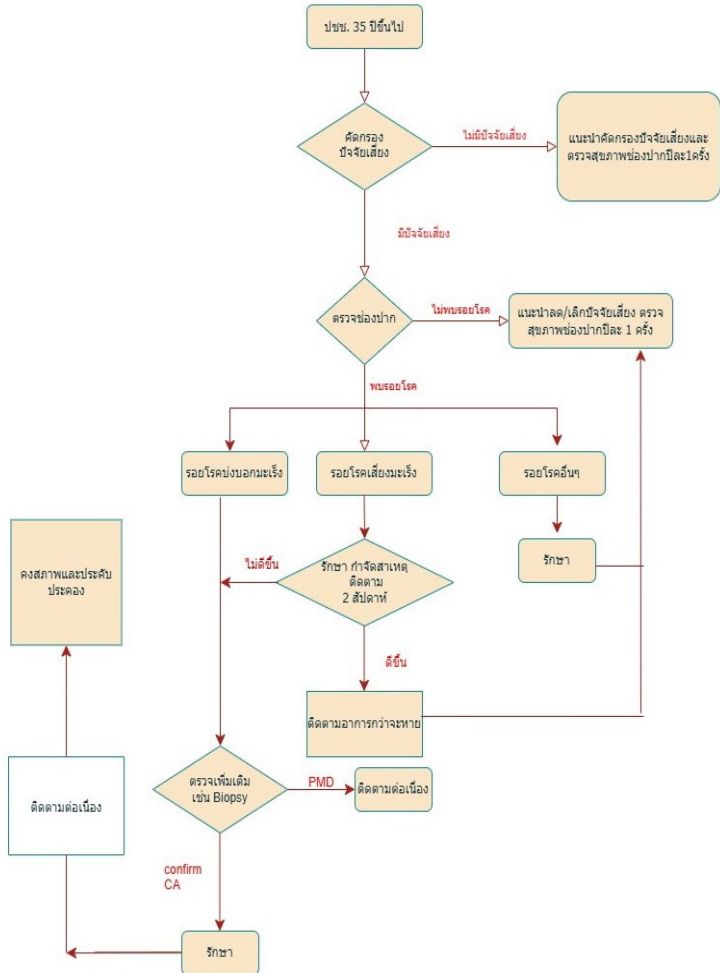 ปชช. 35 ปีขึ้นไป
คัดกรอง
ปัจจัยเสี่ยง
ไม่มีปัจจัยเสี่ยง
แนะนำคัดกรองปัจจัยเสี่ยงและ
ตรวจสุขภาพช่องปากปีละ1ครั้ง
มีปัจจัยเสี่ยง
ตรวจช่องปาก
ไม่พบรอยโรค
แนะนำลด/เลิกปัจจัยเสี่ยง ตรวจ
สุขภาพช่องปากปีละ 1 ครั้ง
พบรอยโรค
รอยโรคบ่งบอกมะเร็ง
รอยโรคเสี่ยงมะเร็ง
รอยโรคอื่นๆ
คงสภาพและประคับ
ประคอง
ไม่ดีขึ้น
รักษา กำจัดสาเหตุ
ติดตาม
2 สัปดาห์
รักษา
ดีขึ้น
ติดตามอาการกว่าจะหาย
ตรวจเพิ่มเติม
เช่น Biopsy
PMD
ติดตามต่อเนื่อง
ติดตามต่อเนื่อง
confirm
CA
รักษา